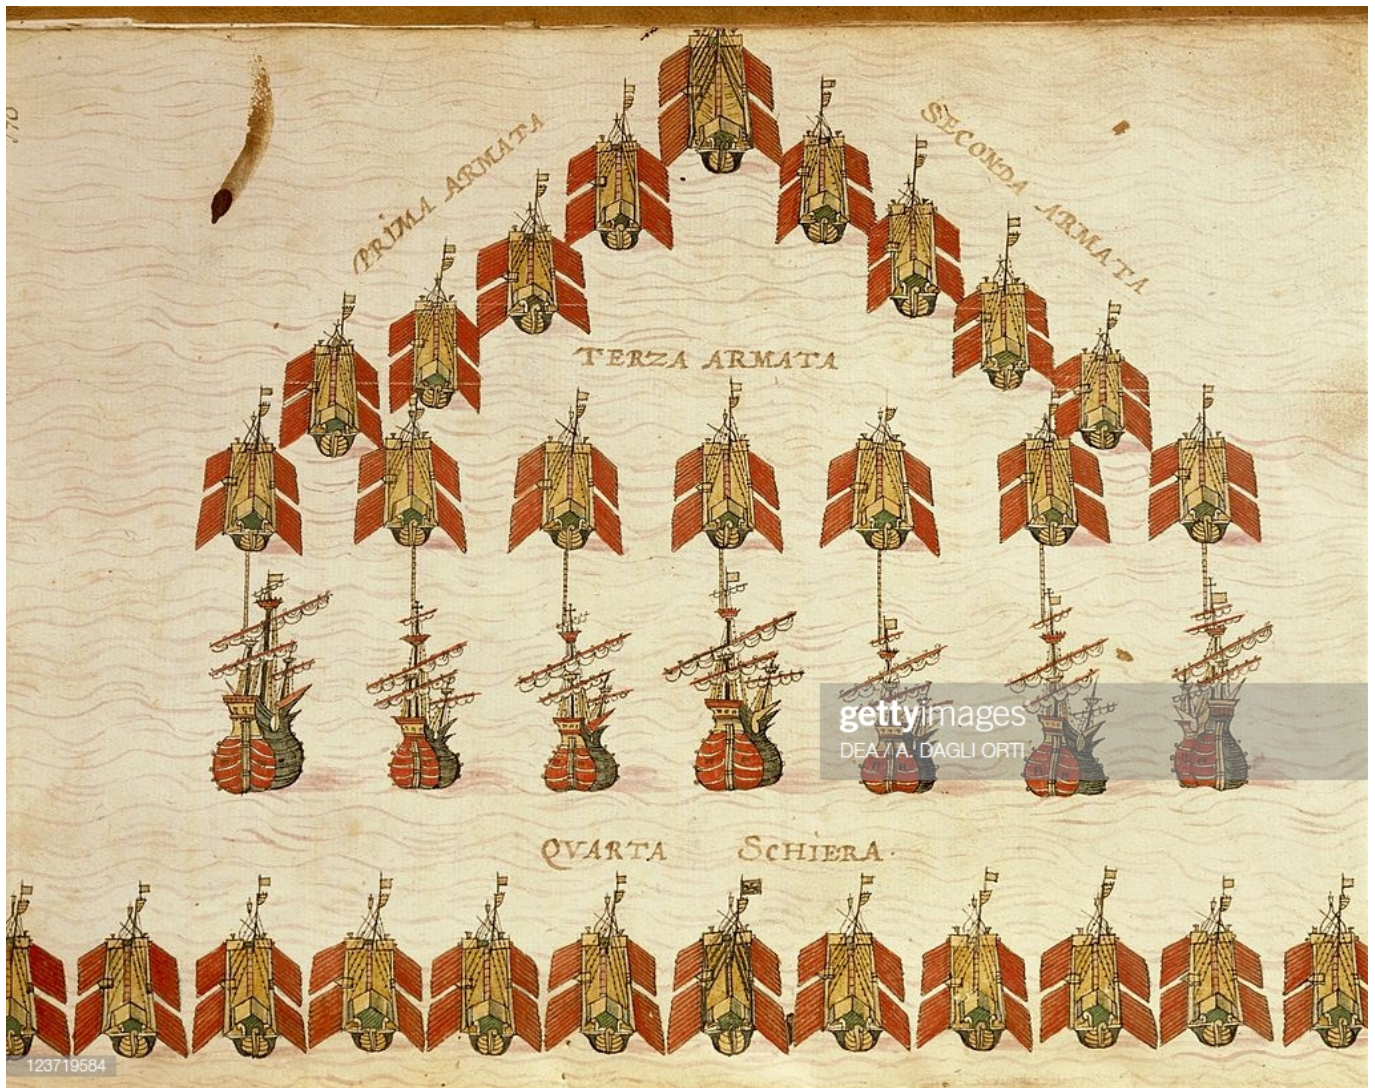 PRIMA ARMATA
SECONDA ARMATA
TERZA ARMATA
gettyimages
DEA / A. DAGLI ORTI
QVARTA SCHIERA.
123719584